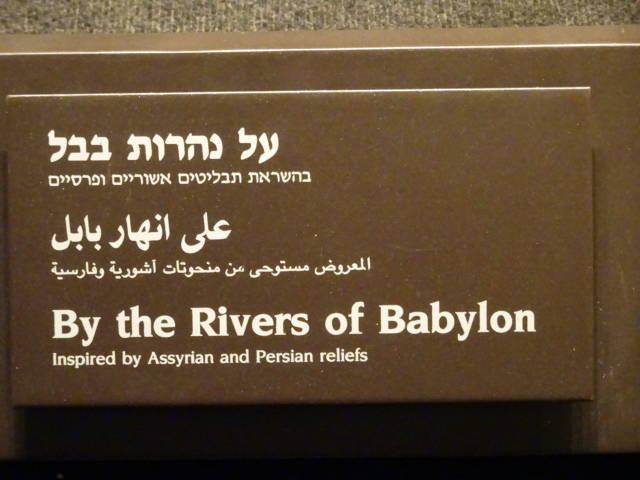 על נהרות בבל
בהשראת תבליטים אשוריים ופרסיים
على انهار بابل
المعروض مستوحى من منحوتات آشورية وفارسية
By the Rivers of Babylon
Inspired by Assyrian and Persian reliefs